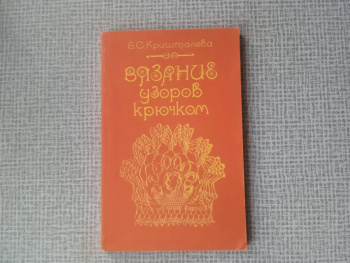 В.С.Кришталева
ВЯЗАНИЕ
узоров
крючком